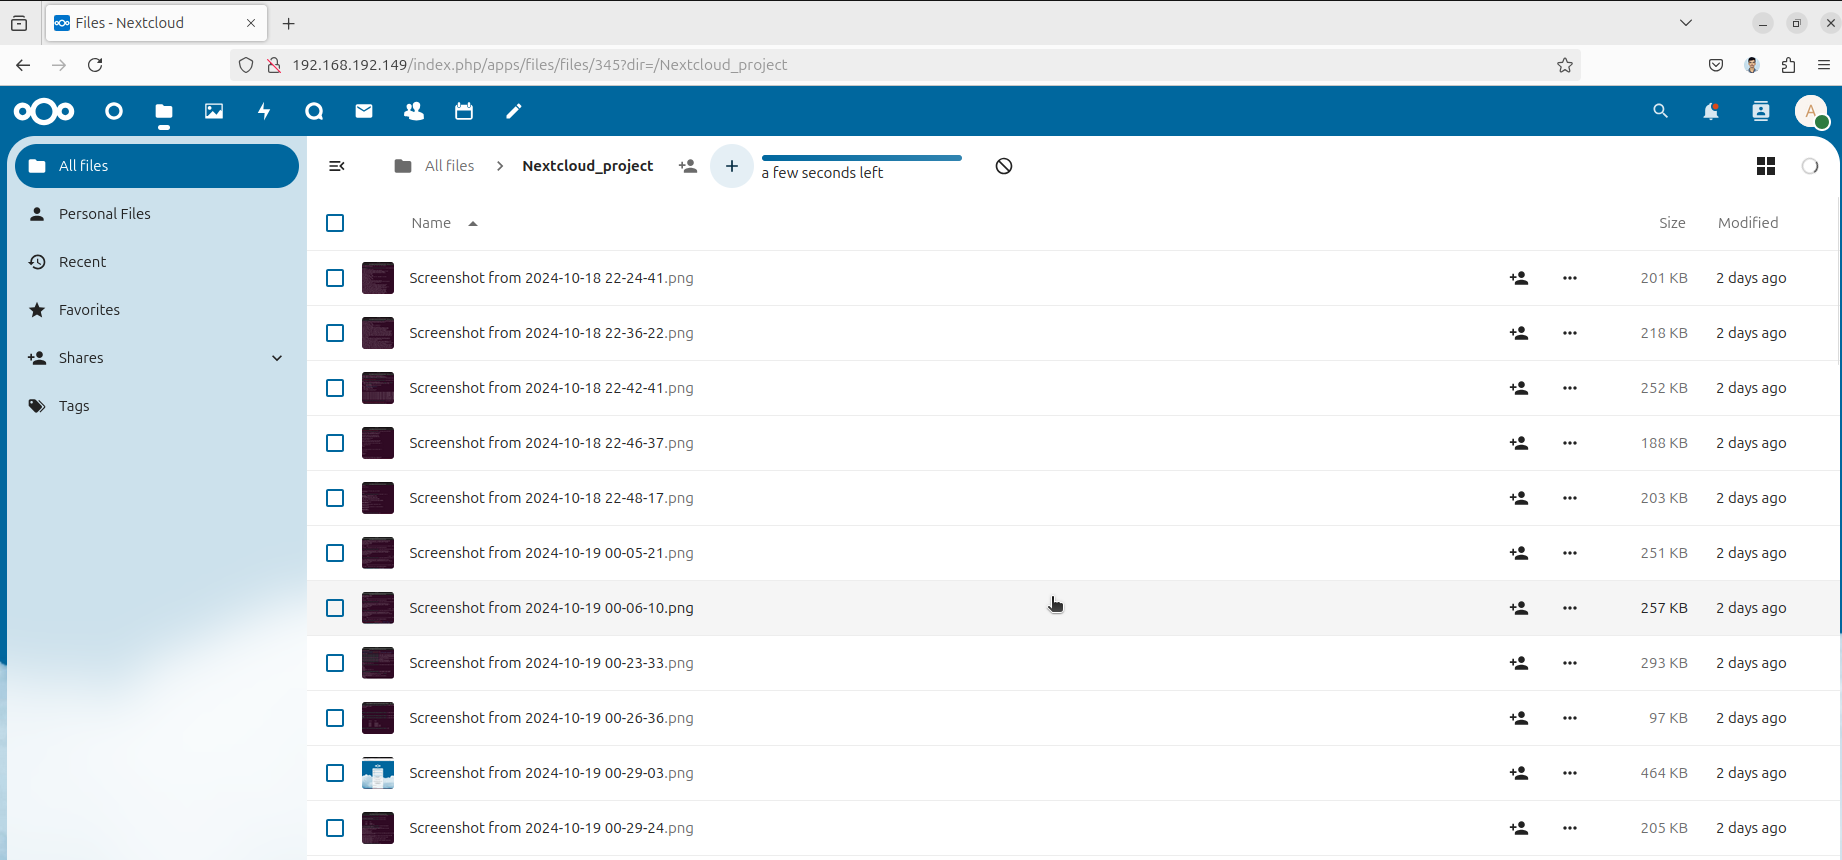 Files - Nextcloud
192.168.192.149/index.php/apps/files/files/345?dir=/Nextcloud_project
A
All files
Personal Files
Recent
Favorites
Shares
Tags
All files
Nextcloud_project
a few seconds left
Name Size Modified
Screenshot from 2024-10-18 22-24-41.png 201 KB 2 days ago
Screenshot from 2024-10-18 22-36-22.png 218 KB 2 days ago
Screenshot from 2024-10-18 22-42-41.png 252 KB 2 days ago
Screenshot from 2024-10-18 22-46-37.png 188 KB 2 days ago
Screenshot from 2024-10-18 22-48-17.png 203 KB 2 days ago
Screenshot from 2024-10-19 00-05-21.png 251 KB 2 days ago
Screenshot from 2024-10-19 00-06-10.png 257 KB 2 days ago
Screenshot from 2024-10-19 00-23-33.png 293 KB 2 days ago
Screenshot from 2024-10-19 00-26-36.png 97 KB 2 days ago
Screenshot from 2024-10-19 00-29-03.png 464 KB 2 days ago
Screenshot from 2024-10-19 00-29-24.png 205 KB 2 days ago